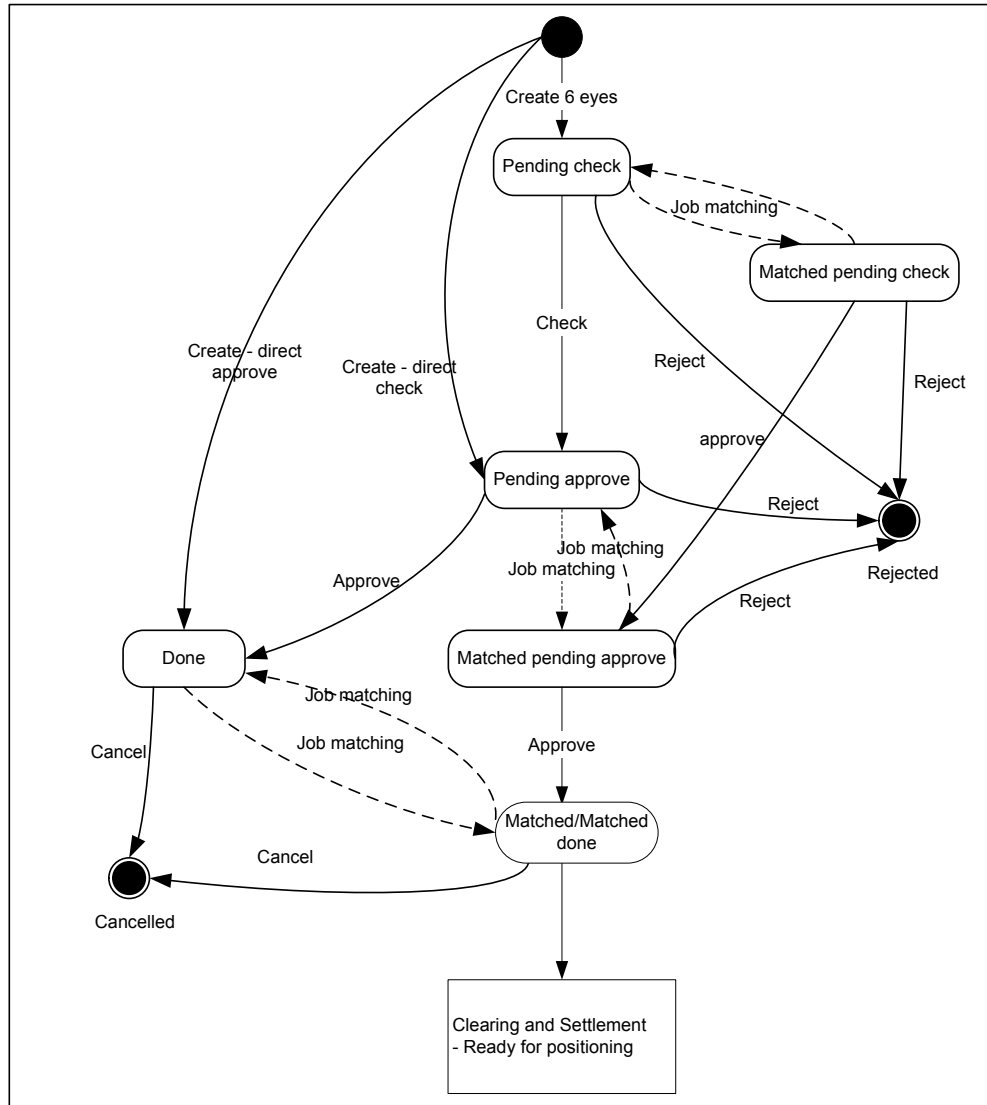 Create 6 eyes
Pending check
Job matching
Matched pending check
Check
Create - direct
approve
Create - direct
check
Reject
Reject
approve
Pending approve
Reject
Job matching
Job matching
Rejected
Approve
Reject
Done
Matched pending approve
Job matching
Job matching
Approve
Cancel
Matched/Matched
done
Cancel
Cancelled
Clearing and Settlement
- Ready for positioning